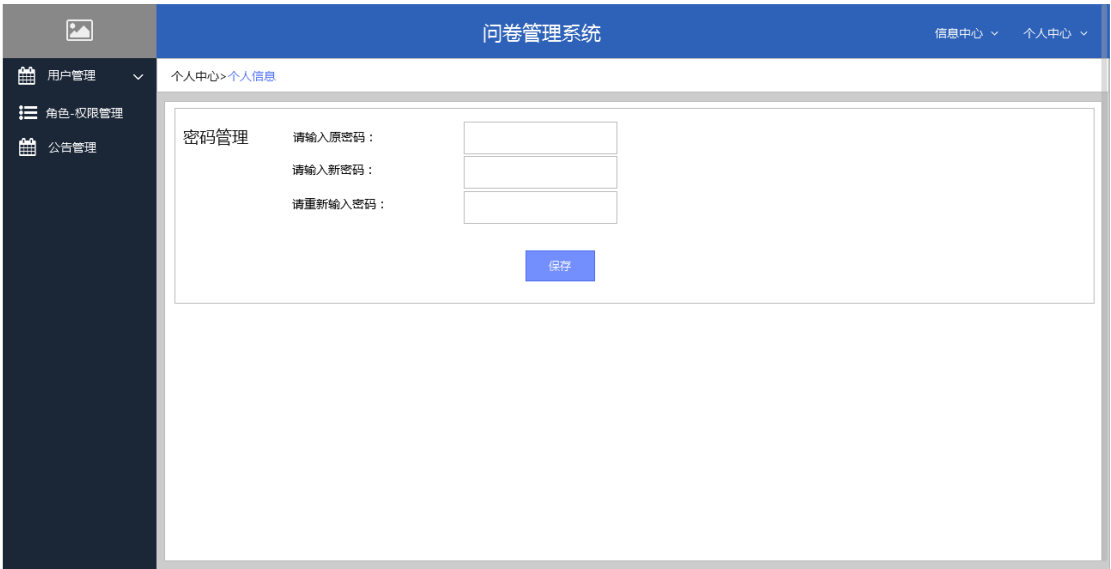 问卷管理系统
信息中心
个人中心
用户管理
角色-权限管理
公告管理
个人中心>个人信息
密码管理
请输入原密码：
请输入新密码：
请重新输入密码：
保存